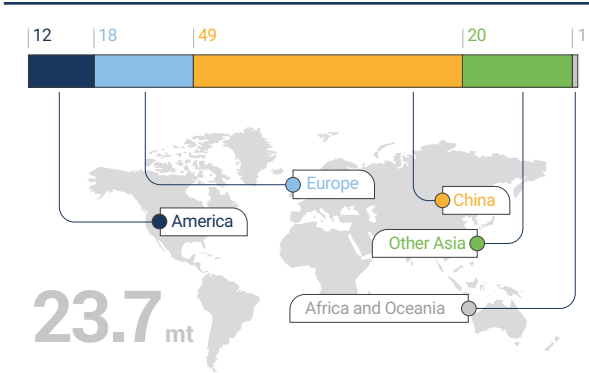 12 18 49 20 1
Europe
China
America
Other Asia
Africa and Oceania
23.7 mt